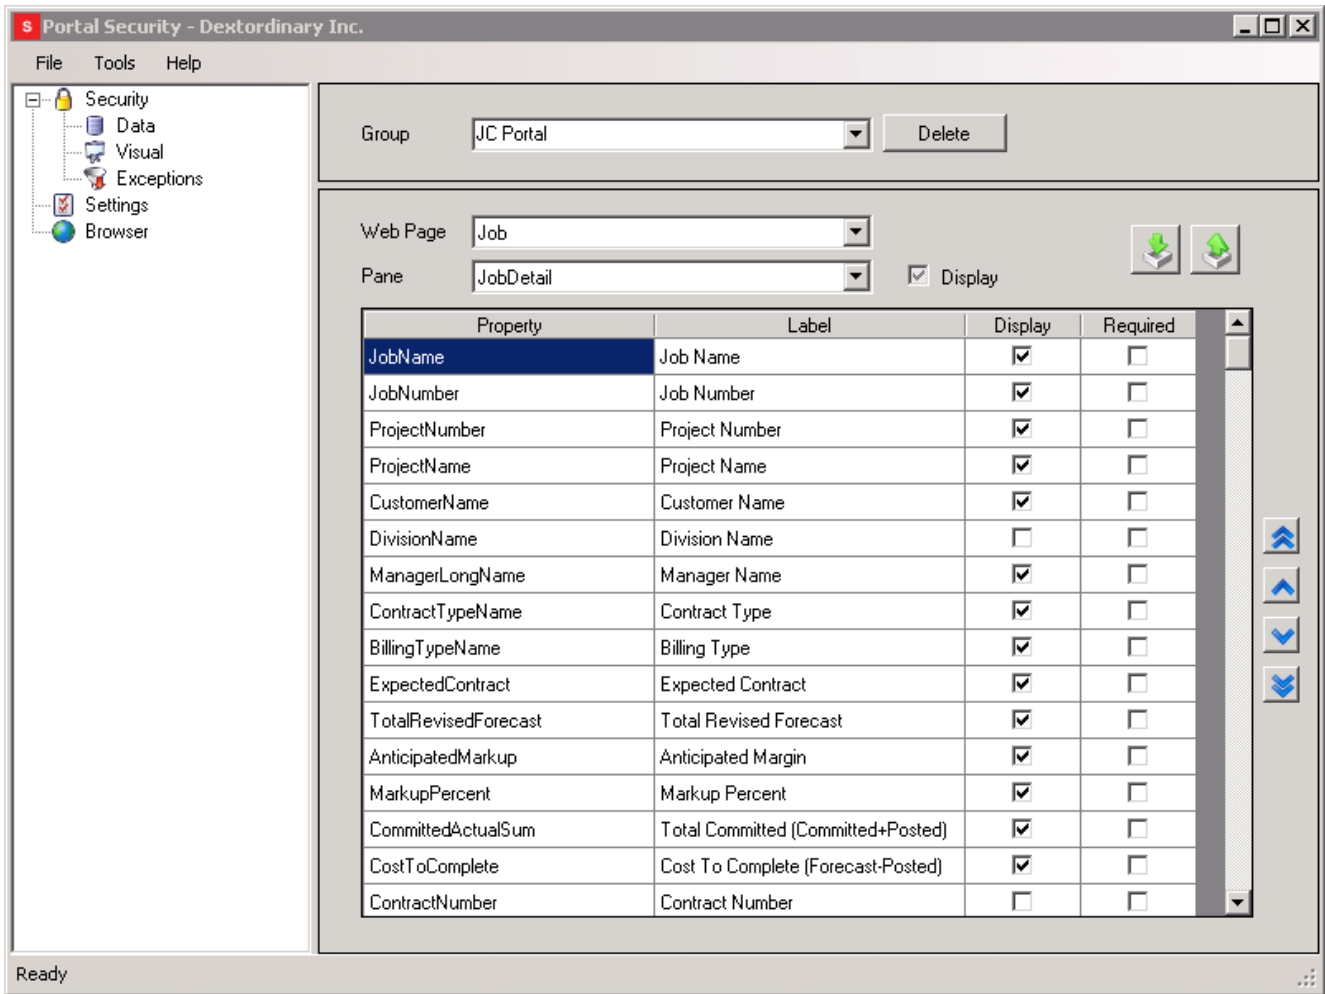 S Portal Security - Dextordinary Inc.
File Tools Help
Security
Data
Visual
Exceptions
Settings
Browser
Group JC Portal Delete
Web Page Job
Pane JobDetail Display
Property Label Display Required
JobName Job Name
JobNumber Job Number
ProjectNumber Project Number
ProjectName Project Name
CustomerName Customer Name
DivisionName Division Name
ManagerLongName Manager Name
ContractTypeName Contract Type
BillingTypeName Billing Type
ExpectedContract Expected Contract
TotalRevisedForecast Total Revised Forecast
AnticipatedMarkup Anticipated Margin
MarkupPercent Markup Percent
CommittedActualSum Total Committed (Committed+Posted)
CostToComplete Cost To Complete (Forecast-Posted)
ContractNumber Contract Number
Ready